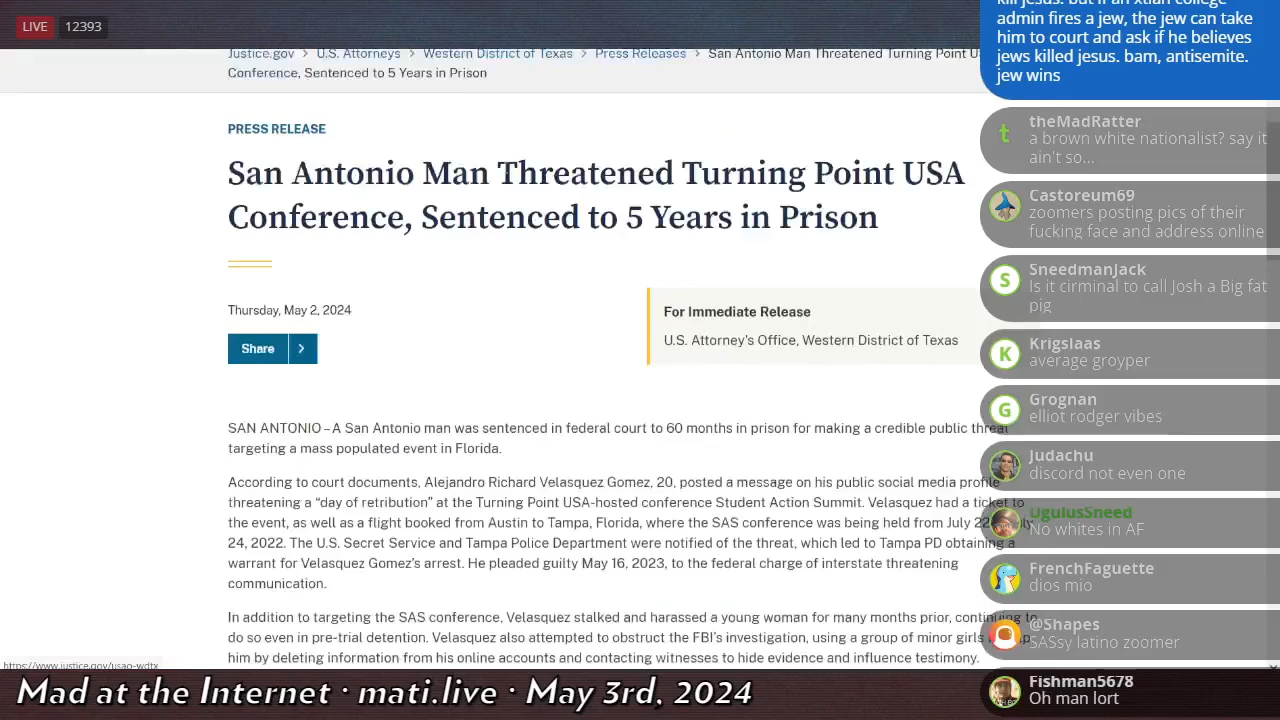 LIVE 12393
Justice.gov > U.S. Attorneys > Western District of Texas > Press Releases > San Antonio Man Threatened Turning Point
Conference, Sentenced to 5 Years in Prison
PRESS RELEASE
San Antonio Man Threatened Turning Point USA
Conference, Sentenced to 5 Years in Prison
Thursday, May 2, 2024
Share
For Immediate Release
U.S. Attorney's Office, Western District of Texas
SAN ANTONIO – A San Antonio man was sentenced in federal court to 60 months in prison for making a credible public threat
targeting a mass populated event in Florida.
According to court documents, Alejandro Richard Velasquez Gomez, 20, posted a message on his public social media profile
threatening a “day of retribution” at the Turning Point USA-hosted conference Student Action Summit. Velasquez had a ticket to
the event, as well as a flight booked from Austin to Tampa, Florida, where the SAS conference was being held from July
24, 2022. The U.S. Secret Service and Tampa Police Department were notified of the threat, which led to Tampa PD obtaining a
warrant for Velasquez Gomez’s arrest. He pleaded guilty May 16, 2023, to the federal charge of interstate threatening
communication.
In addition to targeting the SAS conference, Velasquez stalked and harassed a young woman for many months prior, continuing to
do so even in pre-trial detention. Velasquez also attempted to obstruct the FBI’s investigation, using a group of minor girls
him by deleting information from his online accounts and contacting witnesses to hide evidence and influence testimony.
https://www.justice.gov/usao-wdtx
kill jesus. but if an xtian college
admin fires a jew, the jew can take
him to court and ask if he believes
jews killed jesus. bam, antisemite.
jew wins
t
theMadRatter
a brown white nationalist? say it
ain't so...
Castoreum69
zoomers posting pics of their
fucking face and address online
S
SneedmanJack
Is it cirminal to call Josh a Big fat
pig
K
Krigslaas
average groyper
G
Grognan
elliot rodger vibes
Judachu
discord not even one
UgulusSneed
No whites in AF
FrenchFaguette
dios mio
@Shapes
SASsy latino zoomer
Fishman5678
Oh man lort
Mad at the Internet · mati.live · May 3rd, 2024